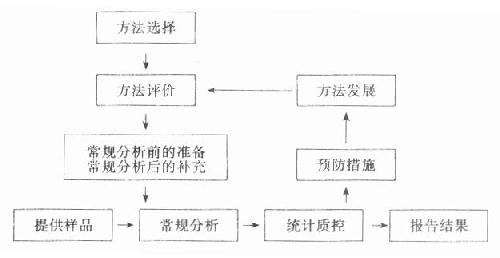 方法选择
方法评价
方法发展
常规分析前的准备
常规分析后的补充
预防措施
提供样品
常规分析
统计质控
报告结果